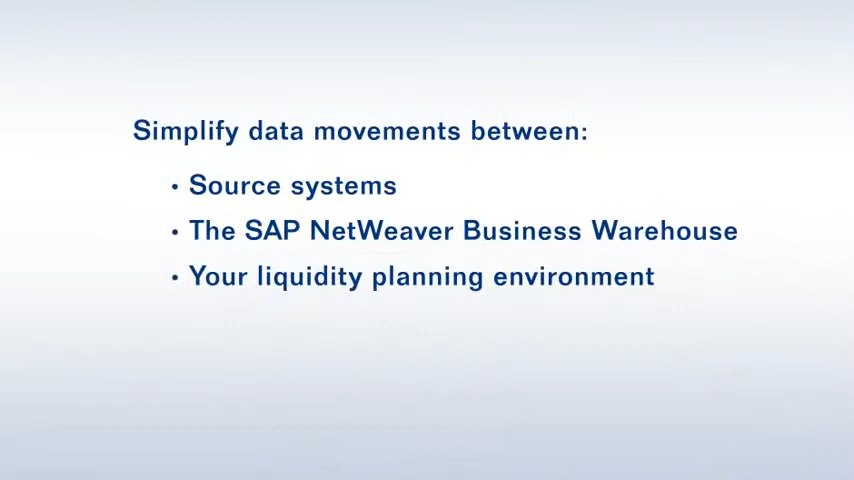 Simplify data movements between:
• Source systems
• The SAP NetWeaver Business Warehouse
• Your liquidity planning environment